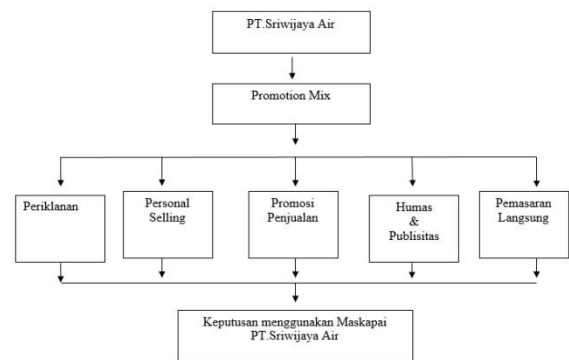 PT.Sriwijaya Air
Promotion Mix
Periklanan
Personal
Selling
Promosi
Penjualan
Humas
&
Publisitas
Pemasaran
Langsung
Keputusan menggunakan Maskapai
PT.Sriwijaya Air